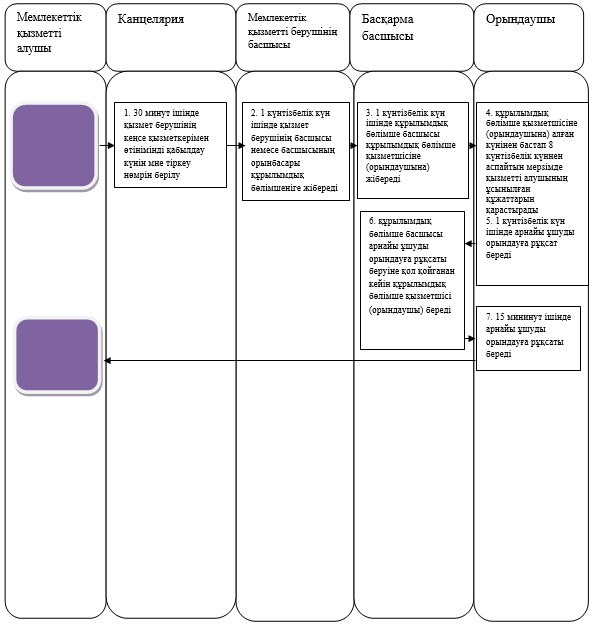 Мемлекеттік
қызметті
алушы
Канцелярия
Мемлекеттік
қызметті берушінің
басшысы
Басқарма
басшысы
Орындаушы
1. 30 минут ішінде
қызмет берушінің
кеңсе қызметкерімен
өтінімінді қабылдау
күнін мне тіркеу
нөмрін берілу
2. 1 күнтізбелік күн
ішінде қызмет
берушінің басшысы
немесе басшысының
орынбасары
құрылымдық
бөлімшеніге жібереді
3. 1 күнтізбелік күн
ішінде құрылымдық
бөлімше басшысы
құрылымдық бөлімше
қызметшісіне
(орындаушына)
жібереді
4. құрылымдық
бөлімше қызметшісіне
(орындаушына) алған
күнінен бастап 8
күнтізбелік күннен
аспайтын мерзімде
қызметті алушының
ұсынылған
құжаттарын
қарастырады
5. 1 күнтізбелік күн
ішінде арнайы ұшуды
орындауға рұқсат
береді
6. құрылымдық
бөлімше басшысы
арнайы ұшуды
орындауға рұқсаты
беруіне қол қойғанан
кейін құрылымдық
бөлімше қызметшісі
(орындаушы) береді
7. 15 мининут ішінде
арнайы ұшуды
орындауға рұқсаты
береді